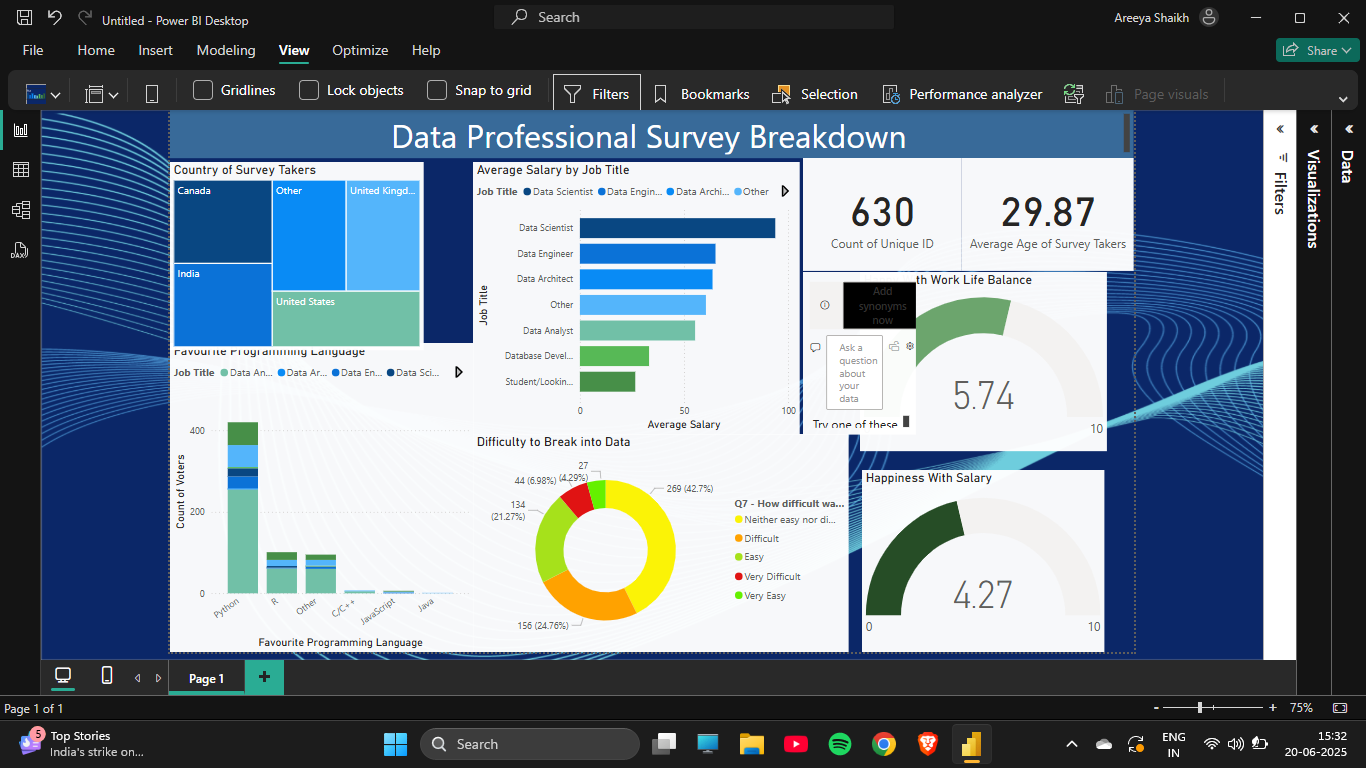 Untitled - Power BI Desktop
Search
Areeya Shaikh
File
Home
Insert
Modeling
View
Optimize
Help
Share
Gridlines
Lock objects
Snap to grid
Filters
Bookmarks
Selection
Performance analyzer
Page visuals
Data Professional Survey Breakdown
Country of Survey Takers
Canada
Other
United Kingd...
India
United States
Average Salary by Job Title
Job Title
Data Scientist
Data Engin...
Data Archi...
Other
Job Title
Data Scientist
Data Engineer
Data Architect
Other
Data Analyst
Database Devel...
Student/Lookin...
0
50
100
Average Salary
630
Count of Unique ID
29.87
Average Age of Survey Takers
th Work Life Balance
Add
synonyms
now
Ask a
question
about
your
data
Try one of these
5.74
10
Favourite Programming Language
Job Title
Data An...
Data Ar...
Data En...
Data Sci...
Count of Voters
400
200
0
Python
R
Other
C/C++
JavaScript
Java
Favourite Programming Language
Difficulty to Break into Data
27
(4.29%)
44 (6.98%)
134
(21.27%)
269 (42.7%)
156 (24.76%)
Q7 - How difficult wa...
Neither easy nor di...
Difficult
Easy
Very Difficult
Very Easy
Happiness With Salary
4.27
0
10
Filters
Visualizations
Data
DAX
Page 1
Page 1 of 1
75%
5
Top Stories
India's strike on...
Search
ENG
IN
15:32
20-06-2025